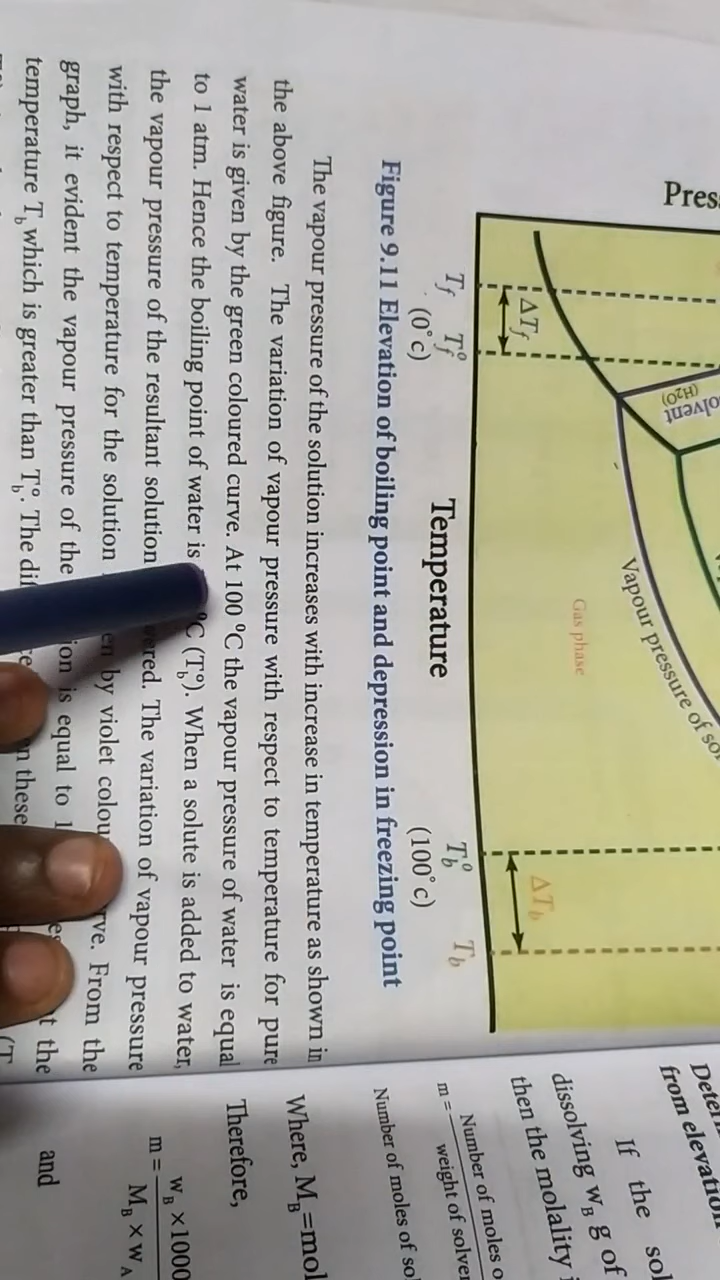 Pres
ΔTf
olvent
(H2O)
Vapour pressure of so
Gas phase
ΔTb
Tf Tf° Tb° Tb
(0°c) (100°c)
Temperature
Figure 9.11 Elevation of boiling point and depression in freezing point
The vapour pressure of the solution increases with increase in temperature as shown in
the above figure. The variation of vapour pressure with respect to temperature for pure
water is given by the green coloured curve. At 100 ⁰C the vapour pressure of water is equal
to 1 atm. Hence the boiling point of water is ⁰C (Tb°). When a solute is added to water,
the vapour pressure of the resultant solution ered. The variation of vapour pressure
with respect to temperature for the solution en by violet colou rve. From the
graph, it evident the vapour pressure of the ion is equal to 1 t the
temperature Tb which is greater than Tb°. The di n these
from elevation
If the sol
dissolving wB g of
then the molality
Number of moles o
m =
weight of solve
Number of moles of sol
Where, MB=mol
Therefore,
wB ×1000
m =
MB × wA
and